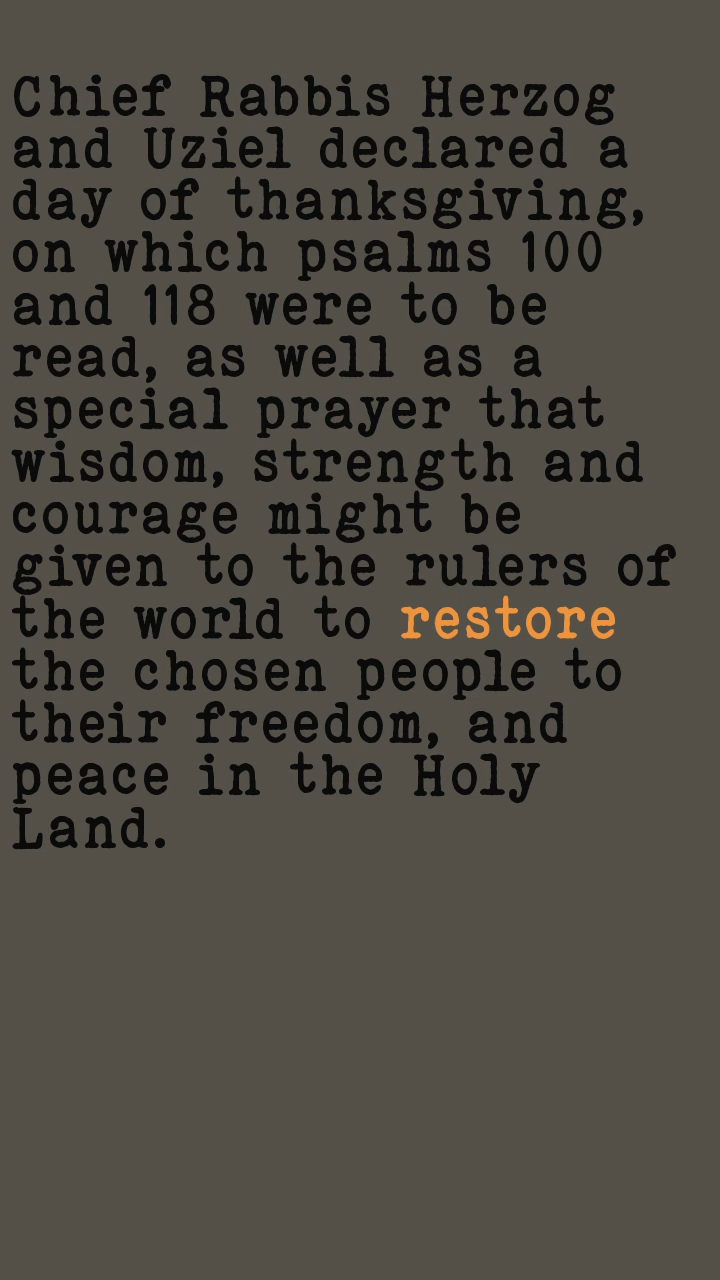 Chief Rabbis Herzog
and Uziel declared a
day of thanksgiving,
on which psalms 100
and 118 were to be
read, as well as a
special prayer that
wisdom, strength and
courage might be
given to the rulers of
the world to restore
the chosen people to
their freedom, and
peace in the Holy
Land.